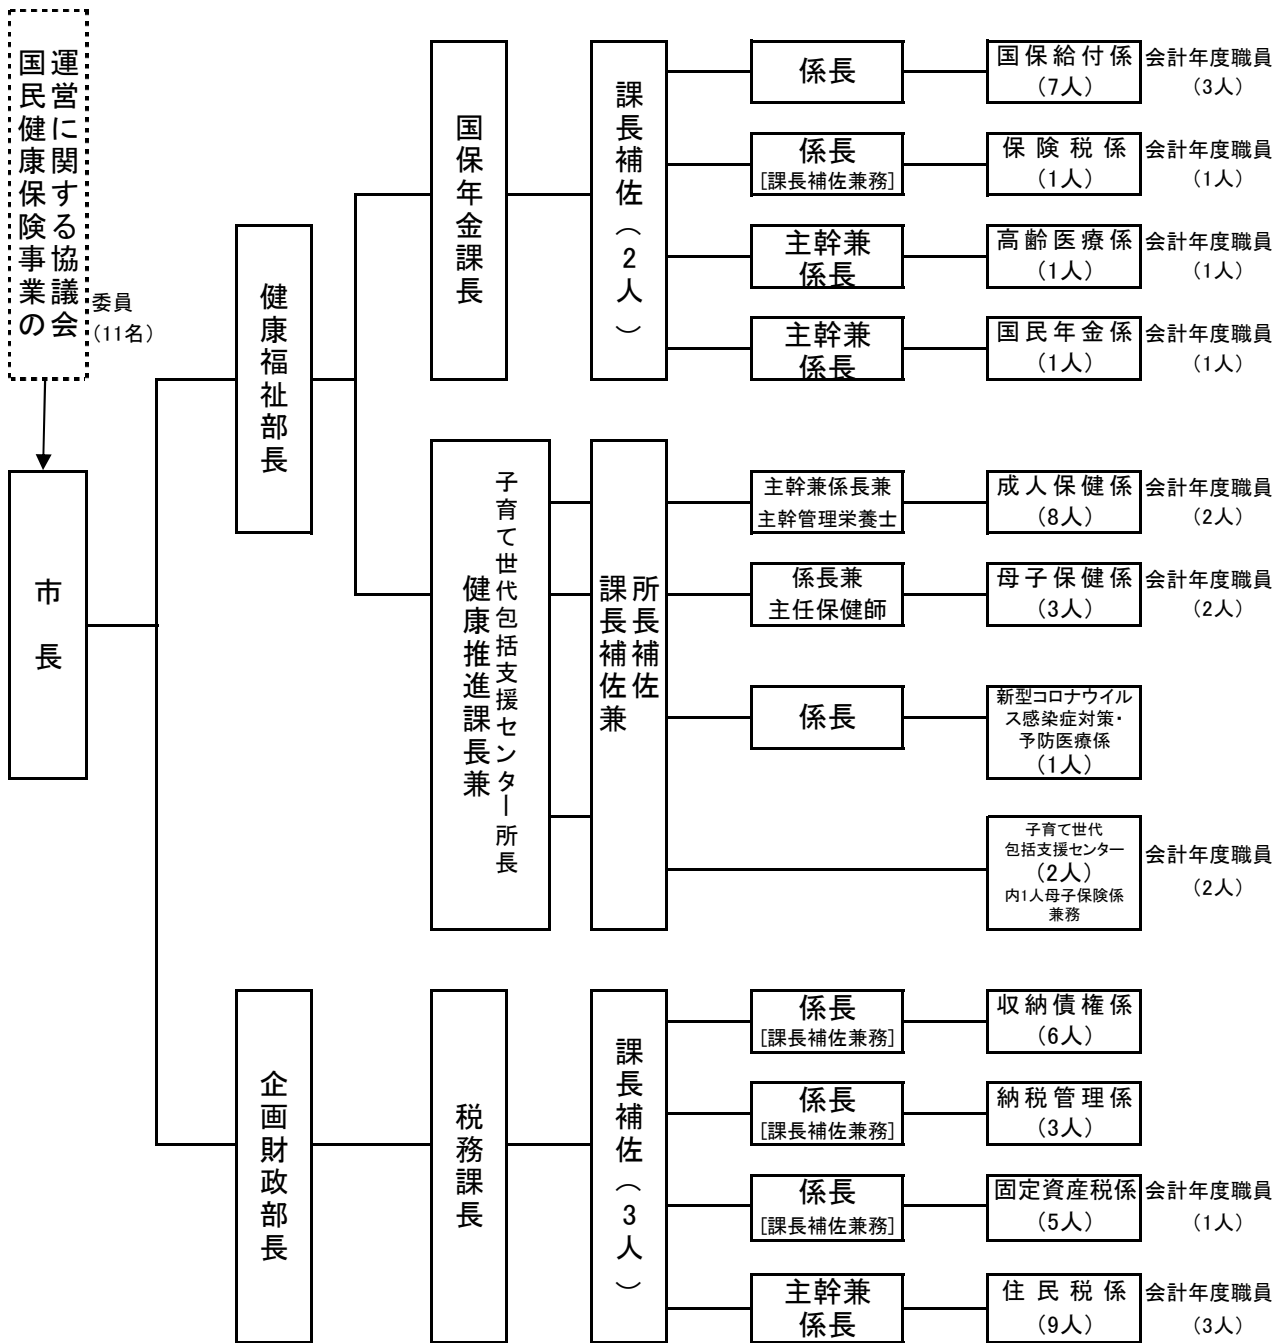 国民健康保険事業の
運営に関する協議会
委員
(11名)
市長
健康福祉部長
国保年金課長
課長補佐(2人)
係長
国保給付係
(7人)
会計年度職員
(3人)
係長
[課長補佐兼務]
保険税係
(1人)
会計年度職員
(1人)
主幹兼
係長
高齢医療係
(1人)
会計年度職員
(1人)
主幹兼
係長
国民年金係
(1人)
会計年度職員
(1人)
健康推進課長兼
子育て世代包括支援センター所長
課長補佐兼
所長補佐
主幹兼係長兼
主幹管理栄養士
成人保健係
(8人)
会計年度職員
(2人)
係長兼
主任保健師
母子保健係
(3人)
会計年度職員
(2人)
係長
新型コロナウイル
ス感染症対策・
予防医療係
(1人)
子育て世代
包括支援センター
(2人)
内1人母子保険係
兼務
会計年度職員
(2人)
企画財政部長
税務課長
課長補佐(3人)
係長
[課長補佐兼務]
収納債権係
(6人)
係長
[課長補佐兼務]
納税管理係
(3人)
係長
[課長補佐兼務]
固定資産税係
(5人)
会計年度職員
(1人)
主幹兼
係長
住民税係
(9人)
会計年度職員
(3人)